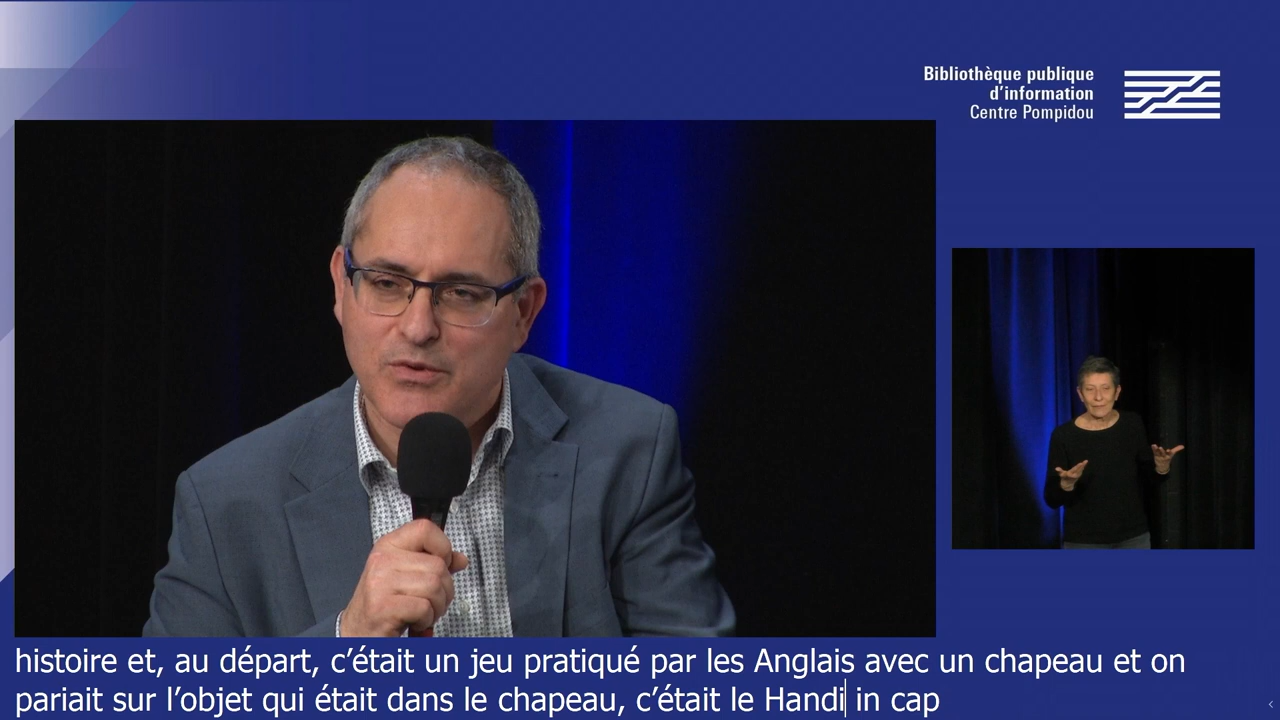 Bibliothèque publique
d’information
Centre Pompidou
histoire et, au départ, c’était un jeu pratiqué par les Anglais avec un chapeau et on
pariait sur l’objet qui était dans le chapeau, c’était le Handi in cap